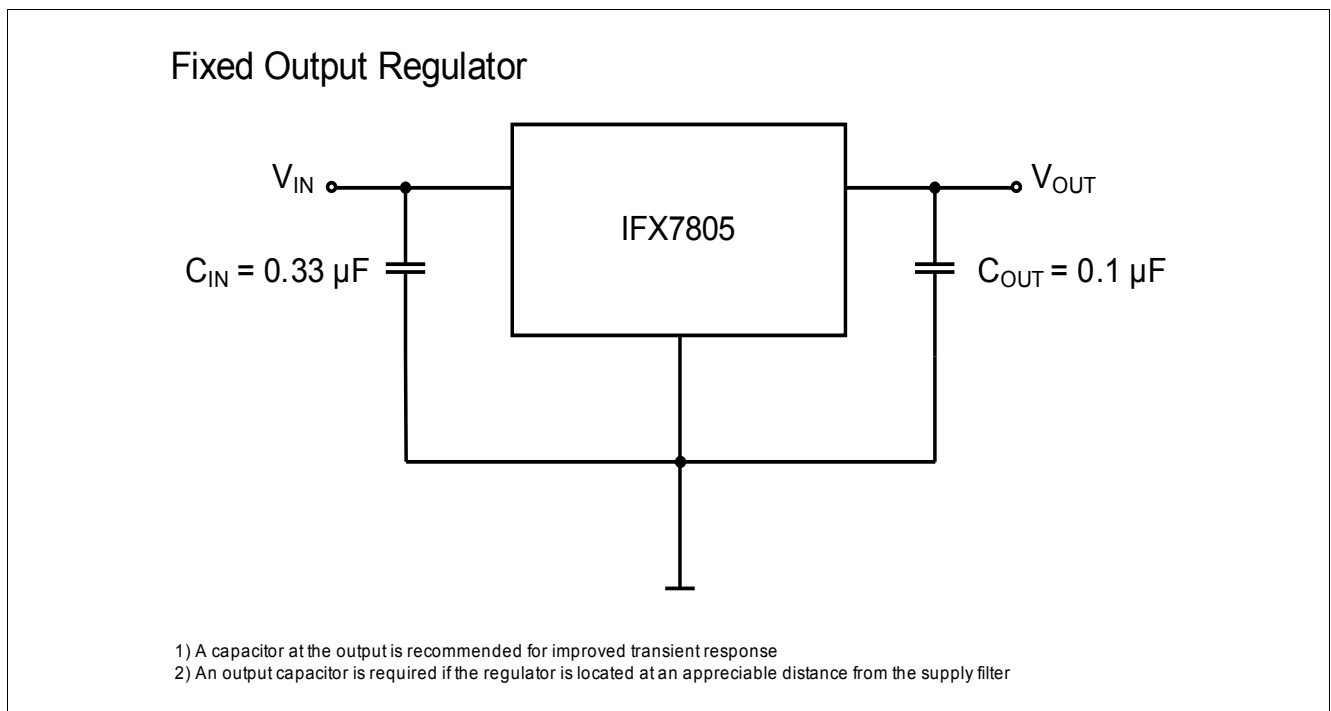 Fixed Output Regulator
VIN
IFX7805
VOUT
CIN = 0.33 µF
COUT = 0.1 µF
1) A capacitor at the output is recommended for improved transient response
2) An output capacitor is required if the regulator is located at an appreciable distance from the supply filter